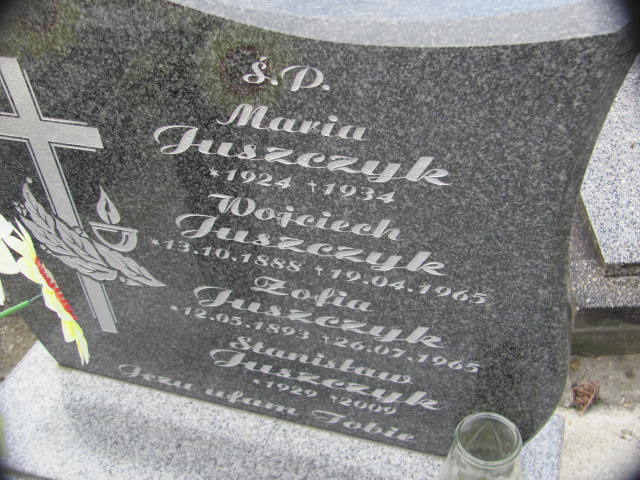 Ś.P.
Maria
Juszczyk
*1924 †1934
Wojciech
Juszczyk
*13.10.1888 †19.04.1965
Zofia
Juszczyk
*12.05.1893 †26.07.1965
Stanisław
Juszczyk
*1929 †2009
Jezu ufam Tobie